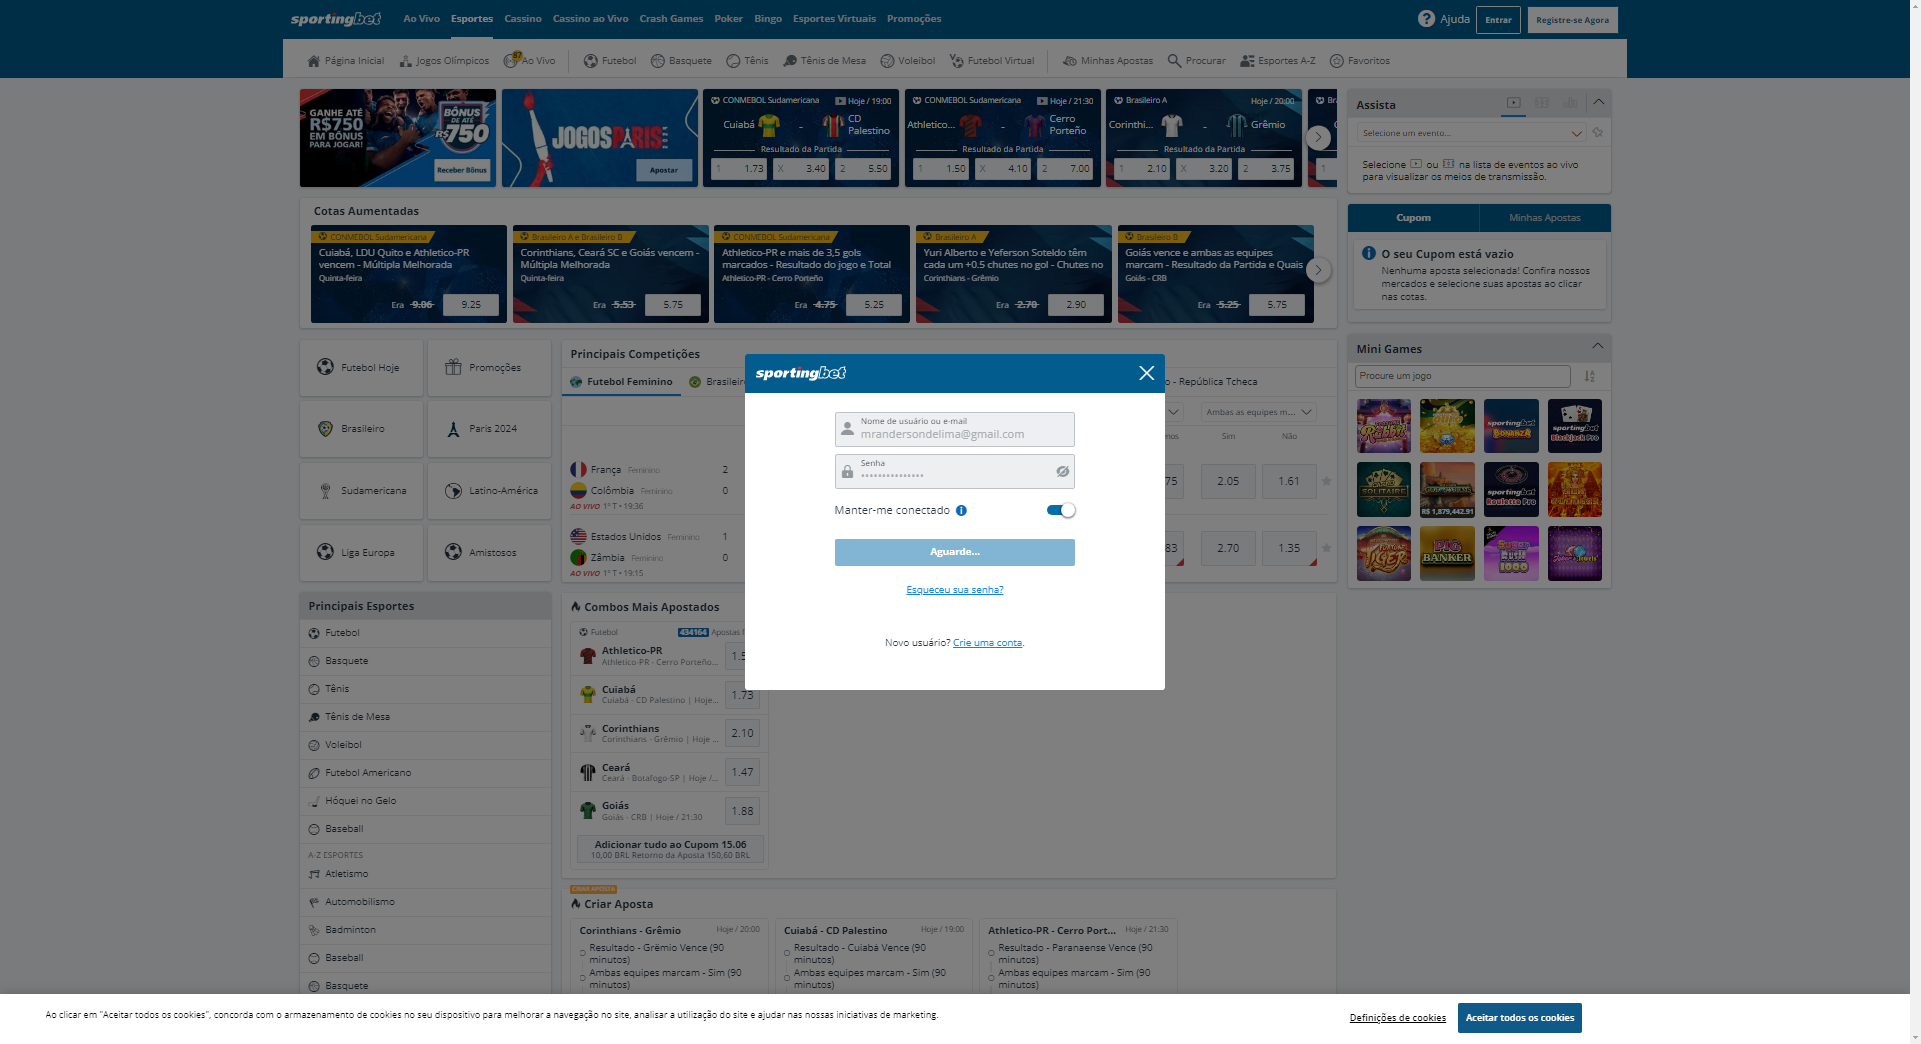 sportingbet
Ao Vivo
Esportes
Cassino
Cassino ao Vivo
Crash Games
Poker
Bingo
Esportes Virtuais
Promoções
Ajuda
Entrar
Registre-se Agora
Página Inicial
Jogos Olímpicos
Ao Vivo
Futebol
Basquete
Tênis
Tênis de Mesa
Voleibol
Futebol Virtual
Minhas Apostas
Procurar
Esportes A-Z
Favoritos
GANHE ATÉ
R$750
EM BÔNUS
PARA JOGAR!
BÔNUS
DE ATÉ
R$750
Receber Bônus
JOGOS PARIS
Apostar
CONMEBOL Sudamericana
Hoje / 19:00
Cuiabá
-
CD
Palestino
Resultado da Partida
1 1.73
X 3.40
2 5.50
CONMEBOL Sudamericana
Hoje / 21:30
Athletico...
-
Cerro
Porteño
Resultado da Partida
1 1.50
X 4.10
2 7.00
Brasileiro A
Hoje / 20:00
Corinthi...
-
Grêmio
Resultado da Partida
1 2.10
X 3.20
2 3.75
1
Assista
Selecione um evento...
Selecione ou na lista de eventos ao vivo
para visualizar os meios de transmissão.
Cotas Aumentadas
CONMEBOL Sudamericana
Cuiabá, LDU Quito e Athletico-PR
vencem - Múltipla Melhorada
Quinta-feira
Era 9.06 9.25
Brasileiro A e Brasileiro B
Corinthians, Ceará SC e Goiás vencem -
Múltipla Melhorada
Quinta-feira
Era 5.53 5.75
CONMEBOL Sudamericana
Athletico-PR e mais de 3,5 gols
marcados - Resultado do jogo e Total
Athletico-PR - Cerro Porteño
Era 4.75 5.25
Brasileiro A
Yuri Alberto e Yeferson Soteldo têm
cada um +0.5 chutes no gol - Chutes no
Corinthians - Grêmio
Era 2.70 2.90
Brasileiro B
Goiás vence e ambas as equipes
marcam - Resultado da Partida e Quais
Goiás - CRB
Era 5.25 5.75
Cupom
Minhas Apostas
O seu Cupom está vazio
Nenhuma aposta selecionada! Confira nossos
mercados e selecione suas apostas ao clicar
nas cotas.
Futebol Hoje
Promoções
Brasileiro
Paris 2024
Sudamericana
Latino-América
Liga Europa
Amistosos
Principais Competições
Futebol Feminino
Brasileir
o - República Tcheca
Ambas as equipes m...
nos
Sim
Não
França Feminino 2
Colômbia Feminino 0
AO VIVO 1º T • 19:36
75
2.05
1.61
Estados Unidos Feminino 1
Zâmbia Feminino 0
AO VIVO 1º T • 19:15
83
2.70
1.35
sportingbet
Nome de usuário ou e-mail
mrandersondelima@gmail.com
Senha
•••••••••••••••
Manter-me conectado
Aguarde...
Esqueceu sua senha?
Novo usuário? Crie uma conta.
Mini Games
Procure um jogo
sportingbet
BONANZA
sportingbet
Blackjack Pro
SOLITAIRE
R$ 1,879,442.91
sportingbet
Roulette Pro
TIGER
BIG
BANKER
1000
Principais Esportes
Futebol
Basquete
Tênis
Tênis de Mesa
Voleibol
Futebol Americano
Hóquei no Gelo
Baseball
A-Z ESPORTES
Atletismo
Automobilismo
Badminton
Baseball
Basquete
Combos Mais Apostados
Futebol
434164 Apostas F
Athletico-PR
Athletico-PR - Cerro Porteño...
1.5
Cuiabá
Cuiabá - CD Palestino | Hoje...
1.73
Corinthians
Corinthians - Grêmio | Hoje ...
2.10
Ceará
Ceará - Botafogo-SP | Hoje /...
1.47
Goiás
Goiás - CRB | Hoje / 21:30
1.88
Adicionar tudo ao Cupom 15.06
10,00 BRL Retorno da Aposta 150,60 BRL
CRIAR APOSTA
Criar Aposta
Corinthians - Grêmio Hoje / 20:00
Resultado - Grêmio Vence (90
minutos)
Ambas equipes marcam - Sim (90
minutos)
Cuiabá - CD Palestino Hoje / 19:00
Resultado - Cuiabá Vence (90
minutos)
Ambas equipes marcam - Sim (90
minutos)
Athletico-PR - Cerro Port... Hoje / 21:30
Resultado - Paranaense Vence (90
minutos)
Ambas equipes marcam - Sim (90
minutos)
Ao clicar em "Aceitar todos os cookies", concorda com o armazenamento de cookies no seu dispositivo para melhorar a navegação no site, analisar a utilização do site e ajudar nas nossas iniciativas de marketing.
Definições de cookies
Aceitar todos os cookies